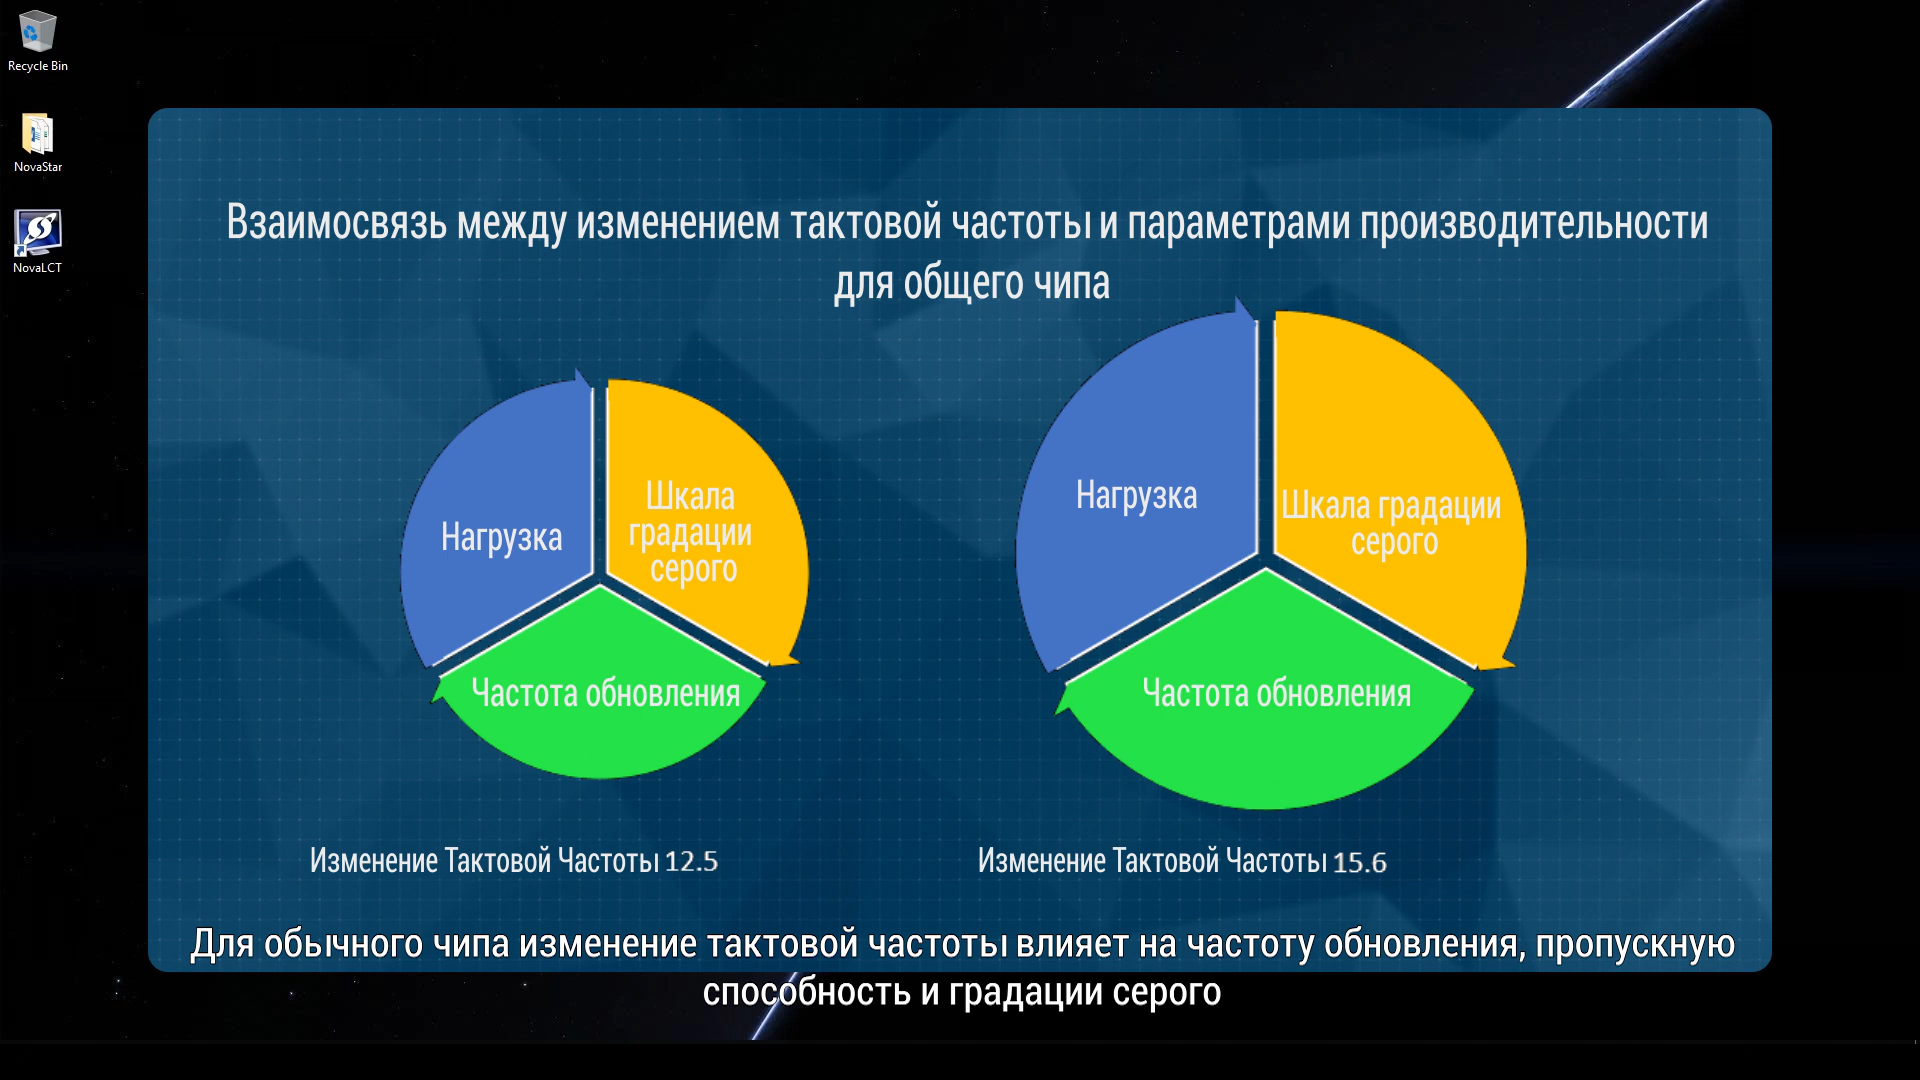 Recycle Bin
NovaStar
NovaLCT
Взаимосвязь между изменением тактовой частоты и параметрами производительности
для общего чипа
Нагрузка
Шкала
градации
серого
Частота обновления
Нагрузка
Шкала градации
серого
Частота обновления
Изменение Тактовой Частоты 12.5
Изменение Тактовой Частоты 15.6
Для обычного чипа изменение тактовой частоты влияет на частоту обновления, пропускную
способность и градации серого